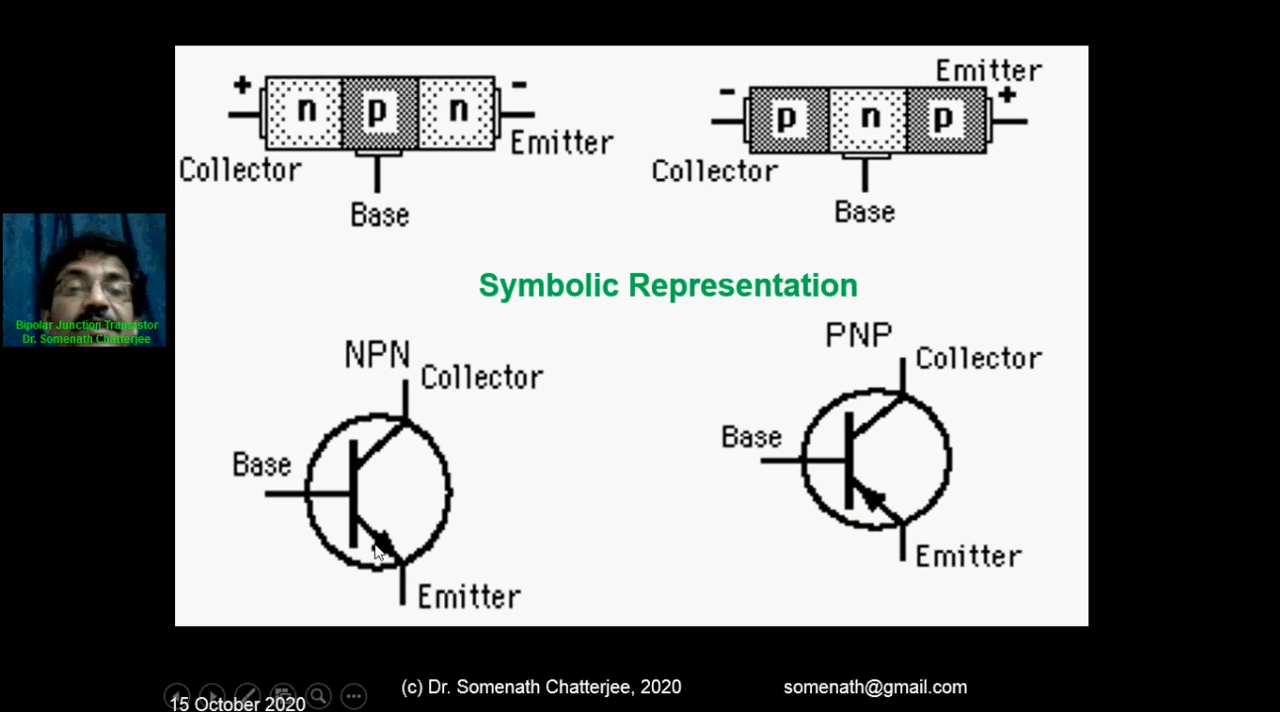 Emitter
+ n p n -
- p n p +
Emitter
Collector
Collector
Base
Base
Symbolic Representation
Bipolar Junction Transistor
Dr. Somenath Chatterjee
NPN
PNP
Collector
Collector
Base
Base
Emitter
Emitter
(c) Dr. Somenath Chatterjee, 2020
somenath@gmail.com
15 October 2020